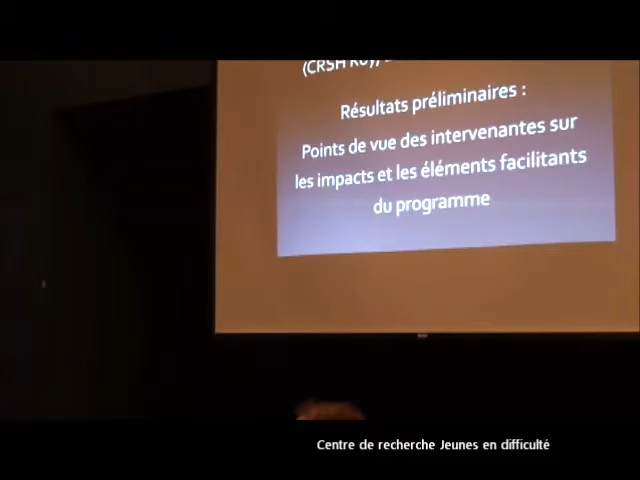 (CRSH
Résultats préliminaires :
Points de vue des intervenantes sur
les impacts et les éléments facilitants
du programme
Centre de recherche Jeunes en difficulté